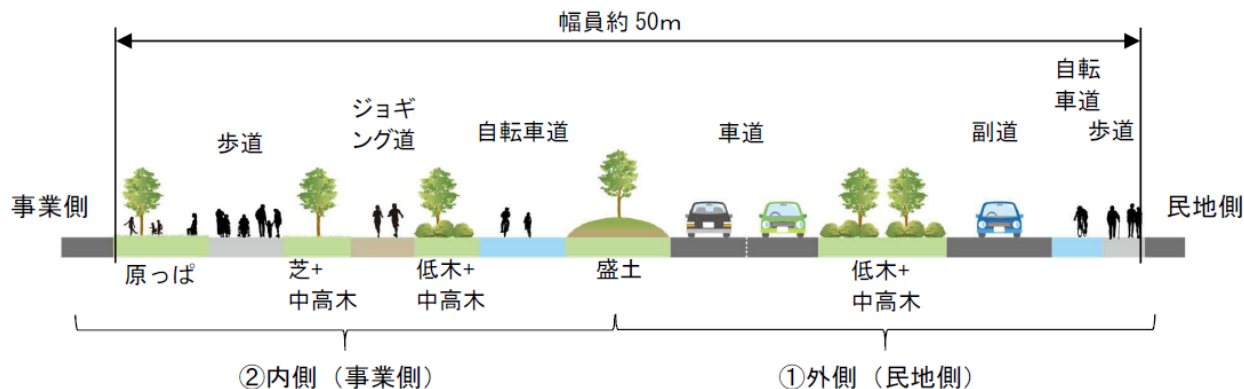 幅員約50m
自転
車道
ジョギ
ング道
歩道
自転車道
車道
副道
歩道
事業側
民地側
原っぱ
芝+
中高木
低木+
中高木
盛土
低木+
中高木
②内側（事業側）
①外側（民地側）